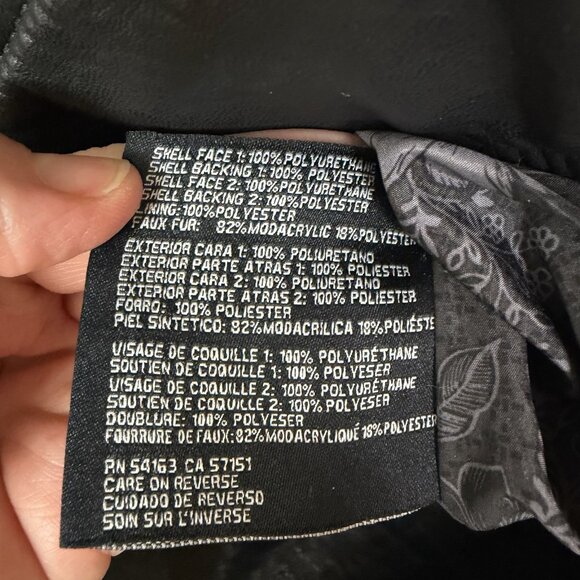 SHELL FACE 1: 100% POLYURETHANE
SHELL BACKING 1: 100% POLYESTER
SHELL FACE 2: 100% POLYURETHANE
SHELL BACKING 2: 100% POLYESTER
LINING: 100% POLYESTER
FAUX FUR: 82% MODACRYLIC 18% POLYESTER
EXTERIOR CARA 1: 100% POLIURETANO
EXTERIOR PARTE ATRAS 1: 100% POLIESTER
EXTERIOR CARA 2: 100% POLIURETANO
EXTERIOR PARTE ATRAS 2: 100% POLIESTER
FORRO: 100% POLIESTER
PIEL SINTETICO: 82% MODACRILICA 18% POLIÉSTE
VISAGE DE COQUILLE 1: 100% POLYURÉTHANE
SOUTIEN DE COQUILLE 1: 100% POLYESER
VISAGE DE COQUILLE 2: 100% POLYURÉTHANE
SOUTIEN DE COQUILLE 2: 100% POLYESER
DOUBLURE: 100% POLYESER
FOURRURE DE FAUX: 82% MODACRYLIQUÉ 18% POLYESTER
RN 54163 CA 57151
CARE ON REVERSE
CUIDADO DE REVERSO
SOIN SUR L'INVERSE